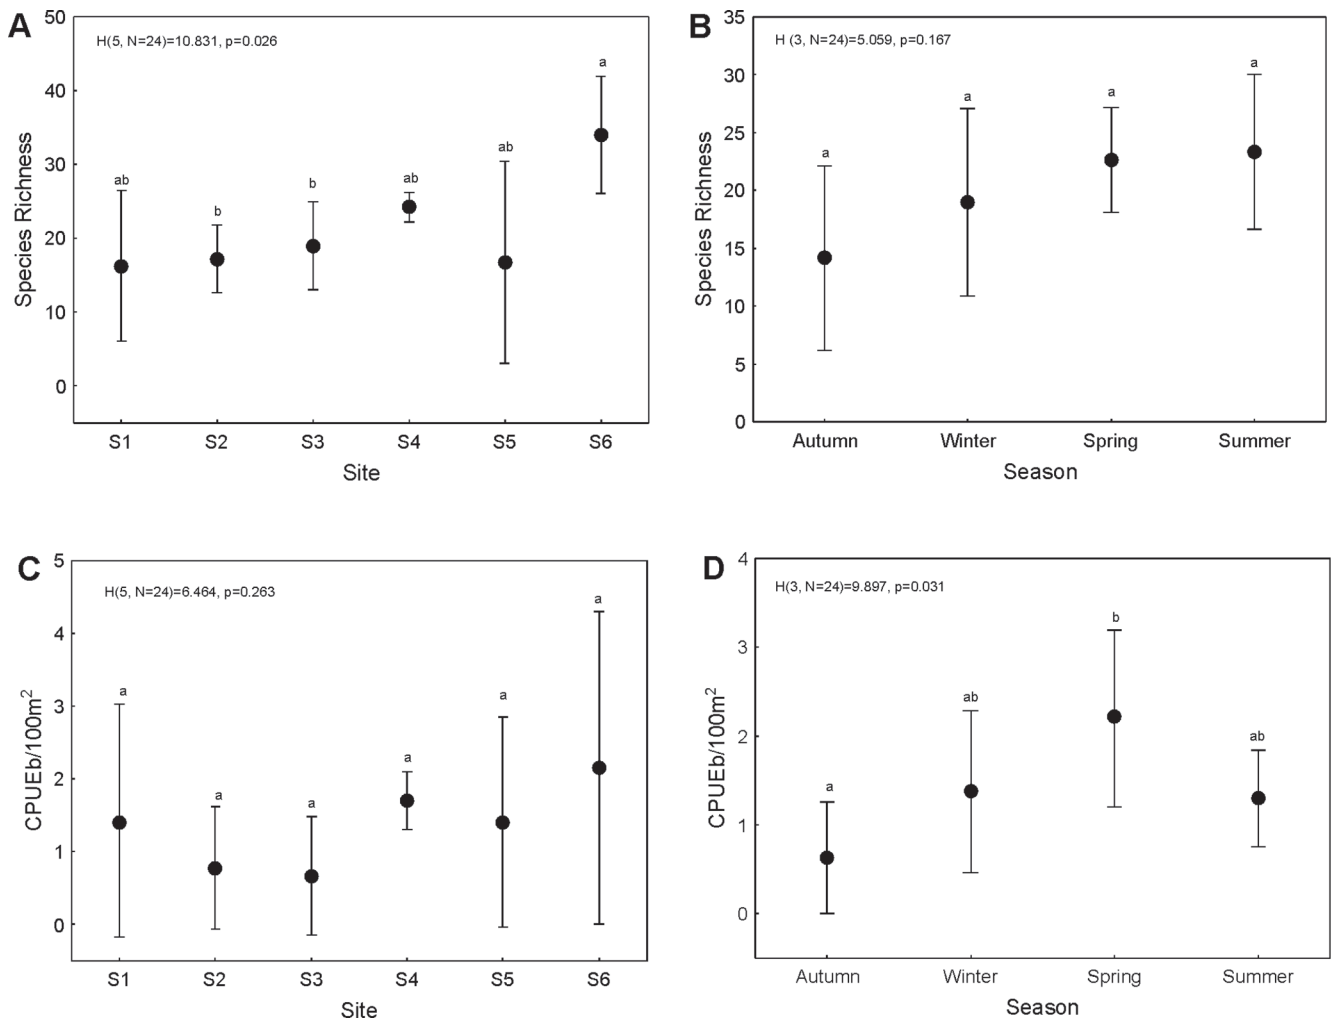 A
H(5, N=24)=10.831, p=0.026
Species Richness
50
40
30
20
10
0
ab
b
b
ab
ab
a
S1 S2 S3 S4 S5 S6
Site
B
H (3, N=24)=5.059, p=0.167
Species Richness
35
30
25
20
15
10
5
0
a
a
a
a
Autumn Winter Spring Summer
Season
C
H(5, N=24)=6.464, p=0.263
CPUEb/100m²
5
4
3
2
1
0
a
a
a
a
a
a
S1 S2 S3 S4 S5 S6
Site
D
H(3, N=24)=9.897, p=0.031
CPUEb/100m²
4
3
2
1
0
a
ab
b
ab
Autumn Winter Spring Summer
Season